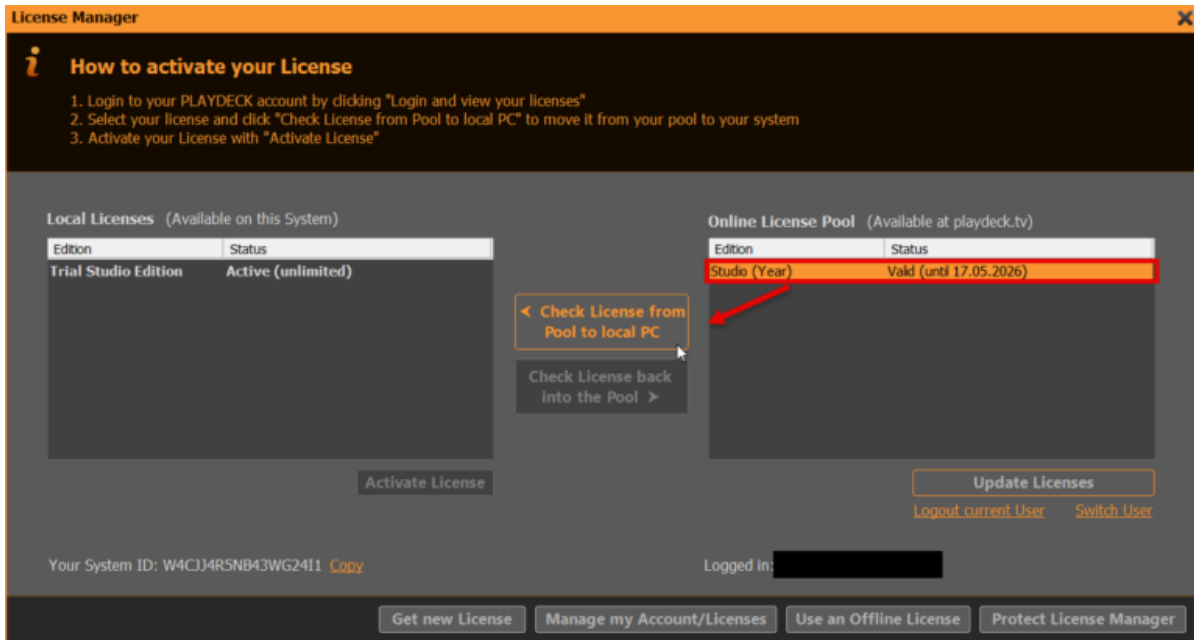 License Manager
How to activate your License
1. Login to your PLAYDECK account by clicking "Login and view your licenses"
2. Select your license and click "Check License from Pool to local PC" to move it from your pool to your system
3. Activate your License with "Activate License"
Local Licenses (Available on this System)
Edition Status
Trial Studio Edition Active (unlimited)
Check License from
Pool to local PC
Check License back
into the Pool
Activate License
Online License Pool (Available at playdeck.tv)
Edition Status
Studio (Year) Valid (until 17.05.2026)
Update Licenses
Logout current User Switch User
Your System ID: W4CJJ4R5NB43WG24I1 Copy
Logged in:
Get new License Manage my Account/Licenses Use an Offline License Protect License Manager